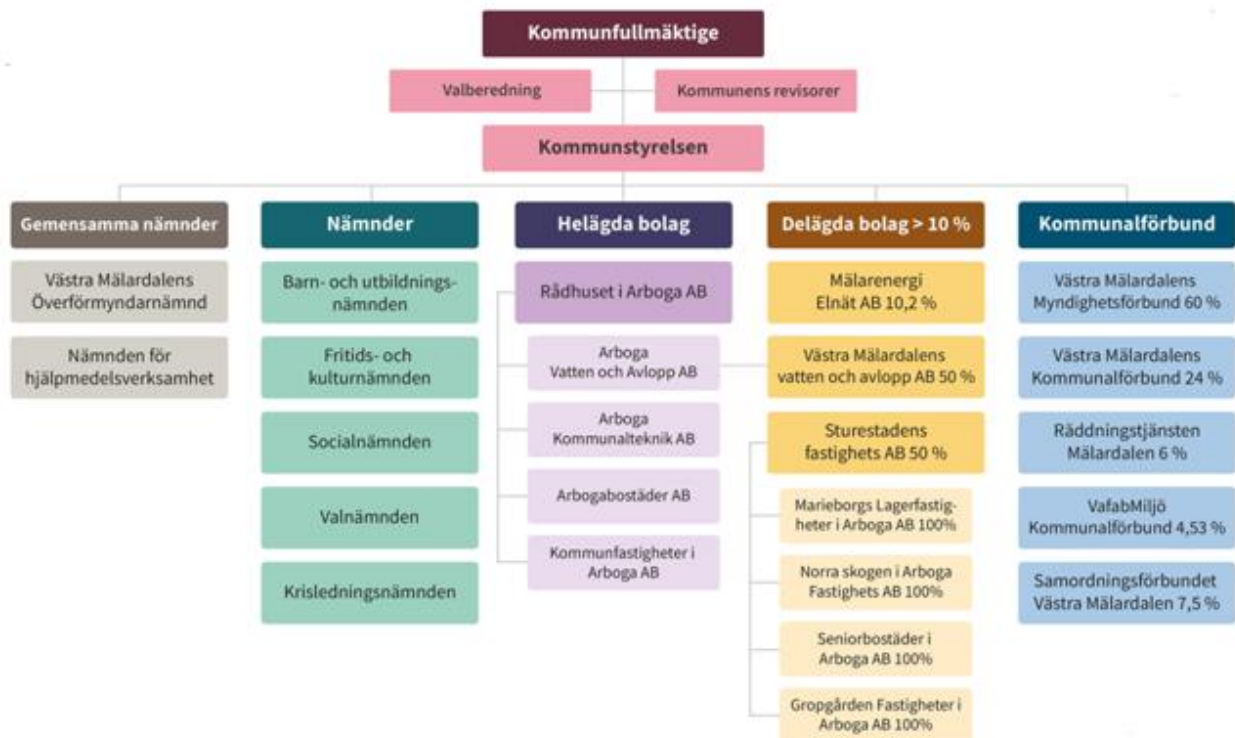 Kommunfullmäktige
Valberedning
Kommunens revisorer
Kommunstyrelsen
Gemensamma nämnder
Västra Mälardalens
Överförmyndarnämnd
Nämnden för
hjälpmedelsverksamhet
Nämnder
Barn- och utbildnings-
nämnden
Fritids- och
kulturnämnden
Socialnämnden
Valnämnden
Krisledningsnämnden
Helägda bolag
Rådhuset i Arboga AB
Arboga
Vatten och Avlopp AB
Arboga
Kommunalteknik AB
Arbogabostäder AB
Kommunfastigheter i
Arboga AB
Delägda bolag > 10 %
Mälarenergi
Elnät AB 10,2 %
Västra Mälardalens
vatten och avlopp AB 50 %
Sturestadens
fastighets AB 50 %
Marieborgs Lagerfastig-
heter i Arboga AB 100%
Norra skogen i Arboga
Fastighets AB 100%
Seniorbostäder i
Arboga AB 100%
Gropgården Fastigheter i
Arboga AB 100%
Kommunalförbund
Västra Mälardalens
Myndighetsförbund 60 %
Västra Mälardalens
Kommunalförbund 24 %
Räddningstjänsten
Mälardalen 6 %
VafabMiljö
Kommunalförbund 4,53 %
Samordningsförbundet
Västra Mälardalen 7,5 %